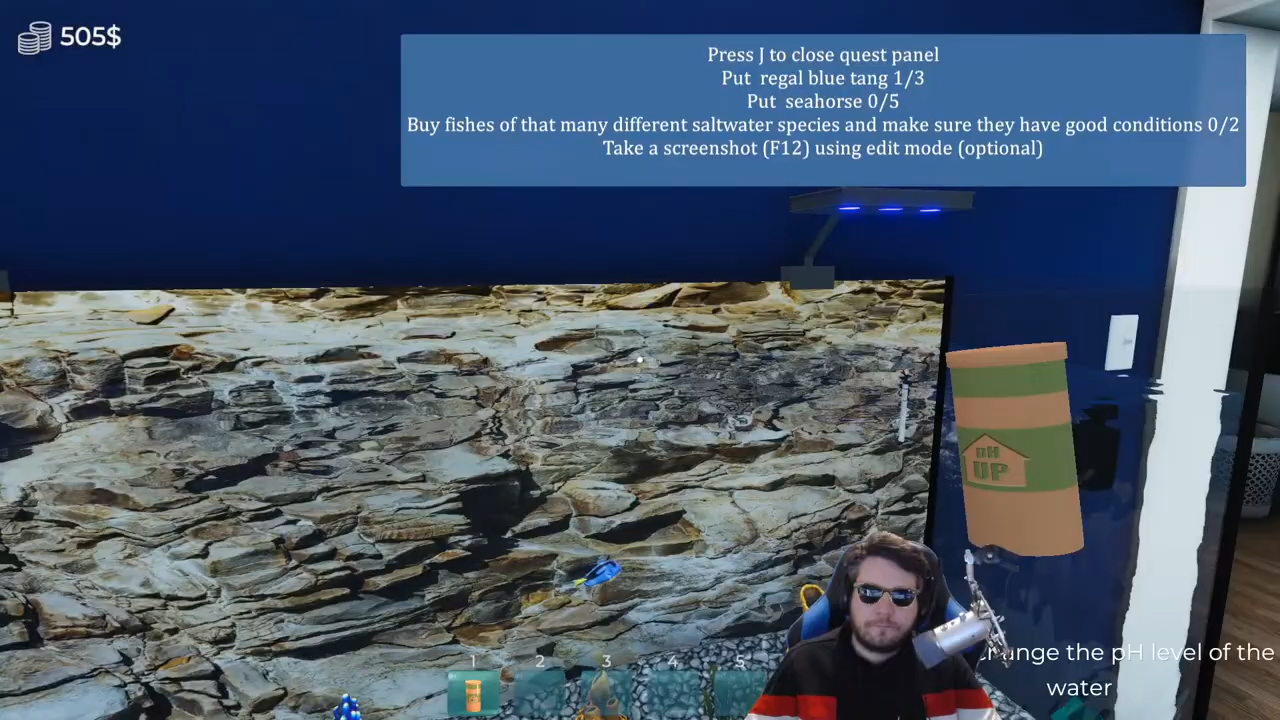 505$
Press J to close quest panel
Put regal blue tang 1/3
Put seahorse 0/5
Buy fishes of that many different saltwater species and make sure they have good conditions 0/2
Take a screenshot (F12) using edit mode (optional)
pH
UP
1 2 3 4 5
the pH level of the
water